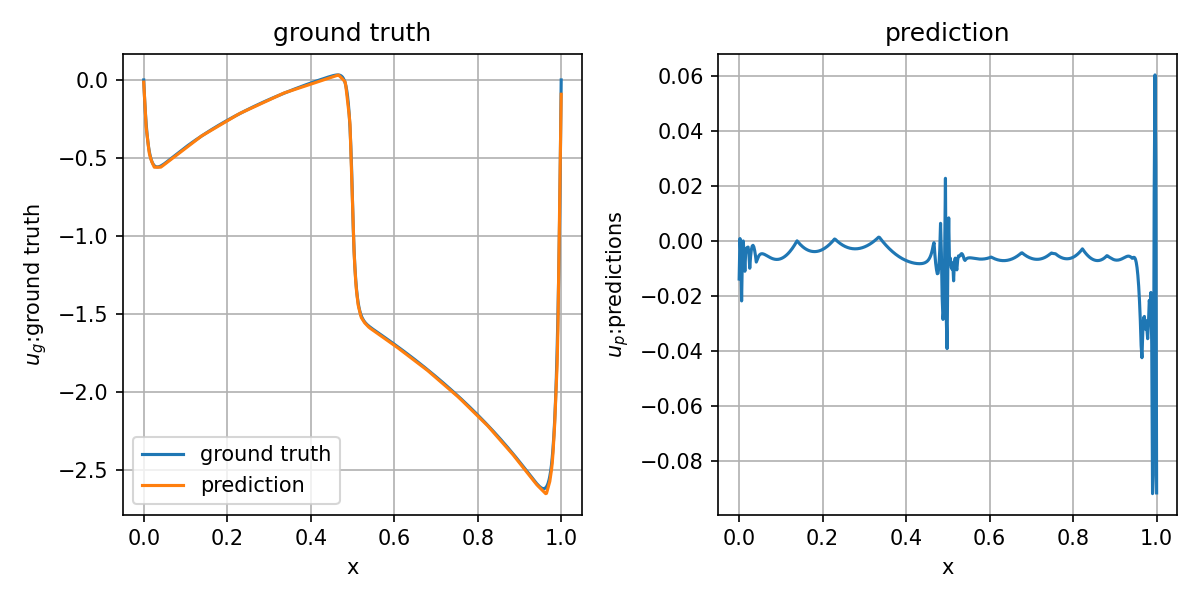 ground truth
0.0
−0.5
−1.0
−1.5
−2.0
−2.5
u_g:ground truth
ground truth
prediction
0.0 0.2 0.4 0.6 0.8 1.0
x
prediction
0.06
0.04
0.02
0.00
−0.02
−0.04
−0.06
−0.08
u_p:predictions
0.0 0.2 0.4 0.6 0.8 1.0
x